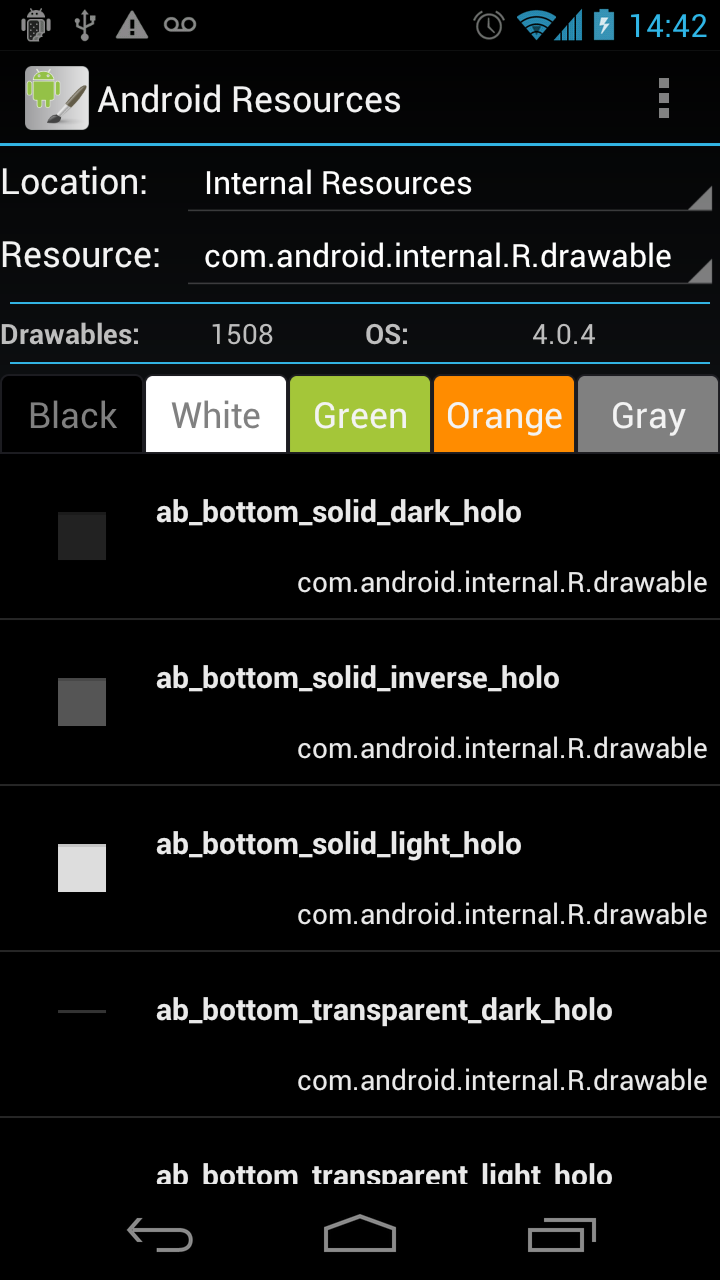 14:42
Android Resources
Location: Internal Resources
Resource: com.android.internal.R.drawable
Drawables: 1508 OS: 4.0.4
Black White Green Orange Gray
ab_bottom_solid_dark_holo
com.android.internal.R.drawable
ab_bottom_solid_inverse_holo
com.android.internal.R.drawable
ab_bottom_solid_light_holo
com.android.internal.R.drawable
ab_bottom_transparent_dark_holo
com.android.internal.R.drawable
ab_bottom_transparent_light_holo